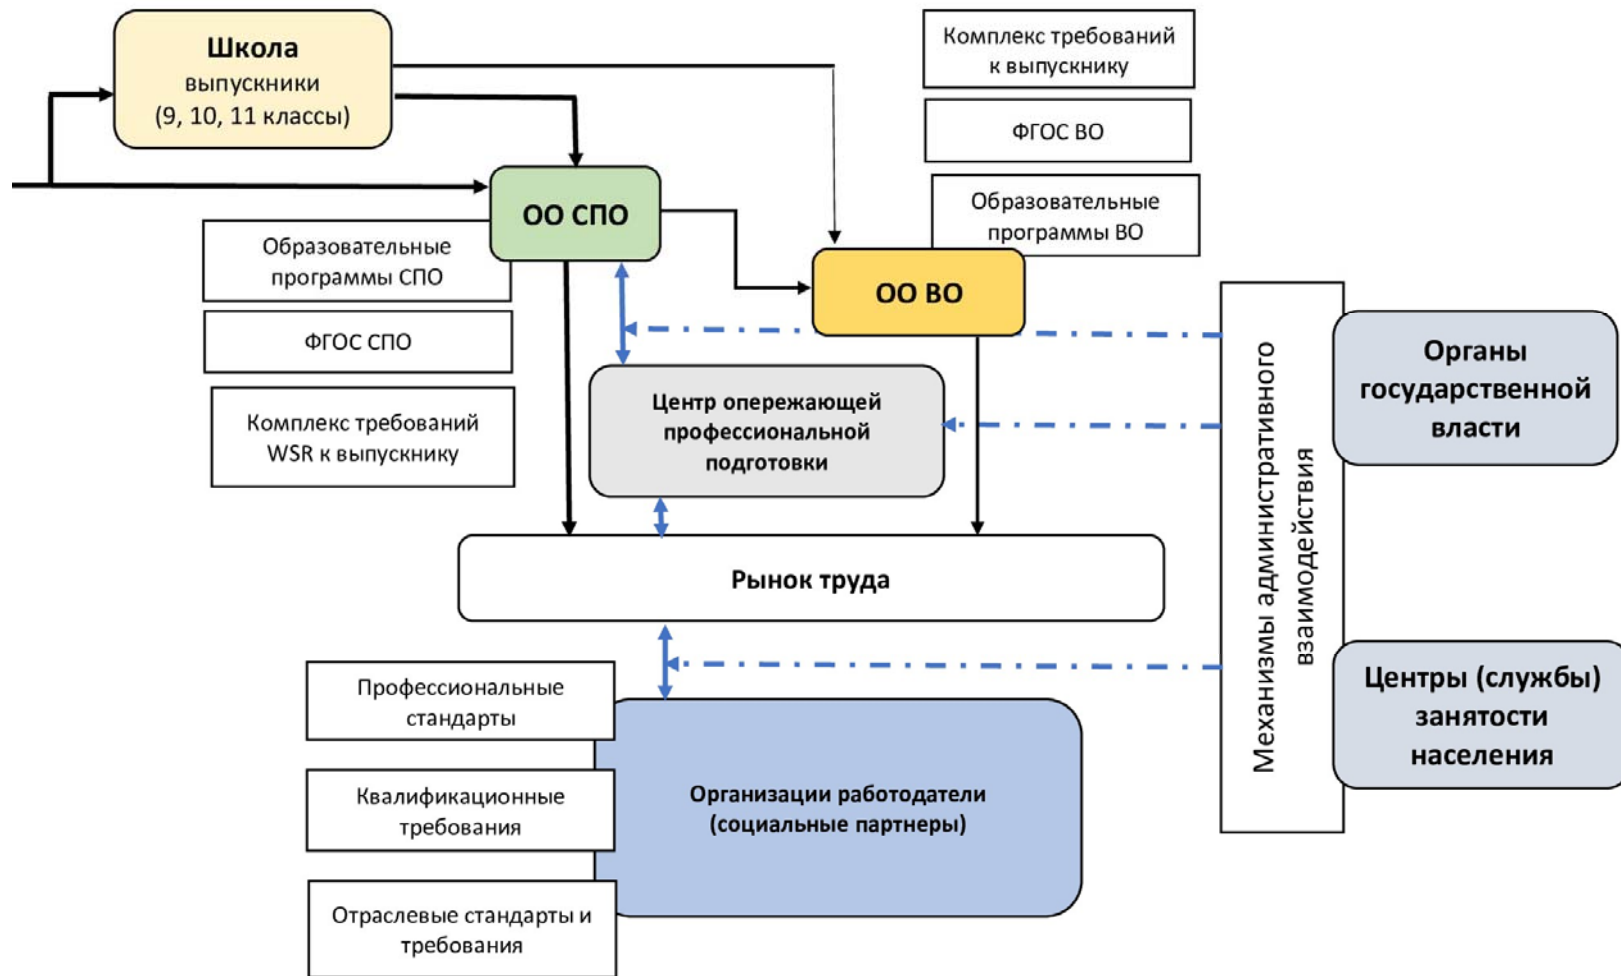 Школа
выпускники
(9, 10, 11 классы)
Комплекс требований
к выпускнику
ФГОС ВО
Образовательные
программы ВО
ОО СПО
ОО ВО
Образовательные
программы СПО
ФГОС СПО
Комплекс требований
WSR к выпускнику
Центр опережающей
профессиональной
подготовки
Рынок труда
Механизмы административного
взаимодействия
Органы
государственной
власти
Центры (службы)
занятости
населения
Профессиональные
стандарты
Квалификационные
требования
Отраслевые стандарты и
требования
Организации работодатели
(социальные партнеры)